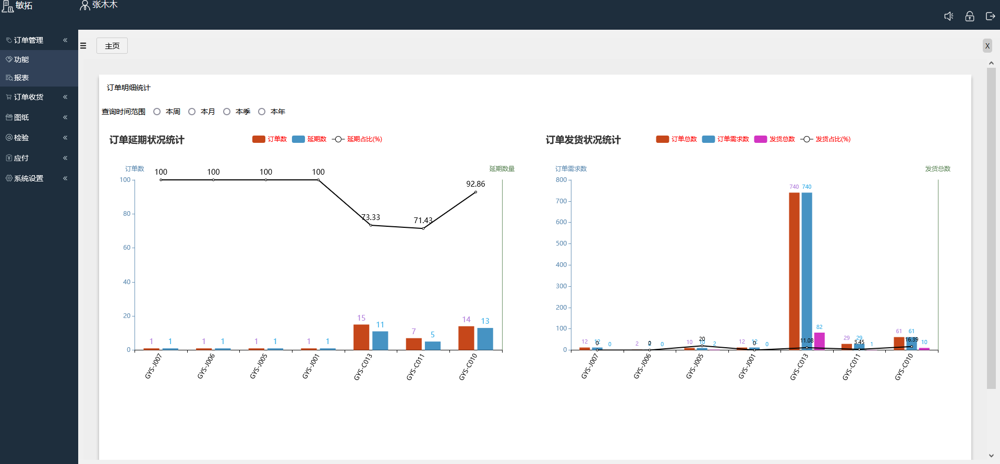 敏拓
张木木
订单管理
功能
报表
订单收货
图纸
检验
应付
系统设置
主页
X
订单明细统计
查询时间范围 本周 本月 本季 本年
订单延期状况统计
订单数 延期数 延期占比(%)
订单数
延期数量
100
80
60
40
20
0
100 100 100 100 73.33 71.43 92.86
1 1 1 1 1 1 1 1 15 11 7 5 14 13
GYS-J007 GYS-J006 GYS-J005 GYS-J001 GYS-C013 GYS-C011 GYS-C010
订单发货状况统计
订单总数 订单需求数 发货总数 发货占比(%)
订单需求数
发货总数
800
700
600
500
400
300
200
100
0
12 12 0 2 2 0 10 10 2 12 12 0 740 740 82 29 29 1 61 61 10
0 0 20 0 11.08 3.45 16.39
GYS-J007 GYS-J006 GYS-J005 GYS-J001 GYS-C013 GYS-C011 GYS-C010